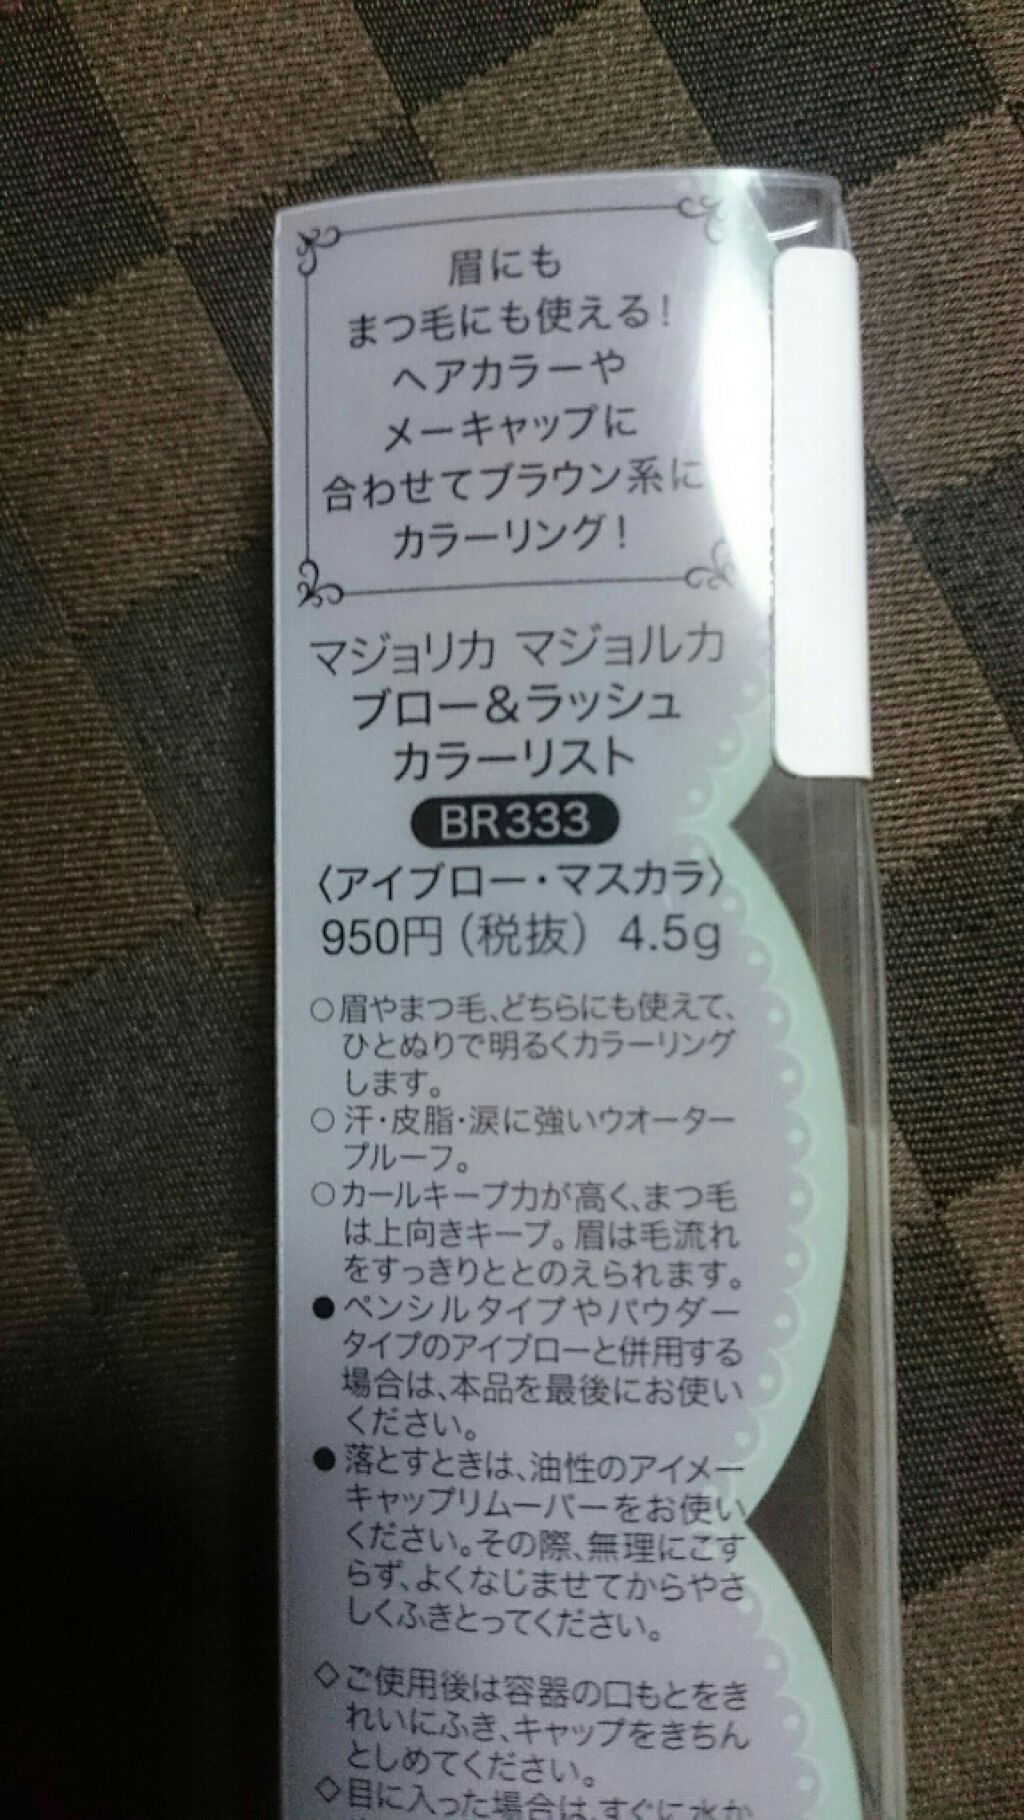 眉にも
まつ毛にも使える!
ヘアカラーや
メーキャップに
合わせてブラウン系に
カラーリング!
マジョリカ マジョルカ
ブロー&ラッシュ
カラーリスト
BR333
〈アイブロー・マスカラ〉
950円(税抜) 4.5g
○眉やまつ毛、どちらにも使えて、
ひとぬりで明るくカラーリング
します。
○汗・皮脂・涙に強いウオーター
プルーフ。
○カールキープ力が高く、まつ毛
は上向きキープ。眉は毛流れ
をすっきりととのえられます。
●ペンシルタイプやパウダー
タイプのアイブローと併用する
場合は、本品を最後にお使い
ください。
●落とすときは、油性のアイメー
キャップリムーバーをお使い
ください。その際、無理にこす
らず、よくなじませてからやさ
しくふきとってください。
◇ご使用後は容器の口もとをき
れいにふき、キャップをきちん
としめてください。
◇目に入った場合は、すぐに水か